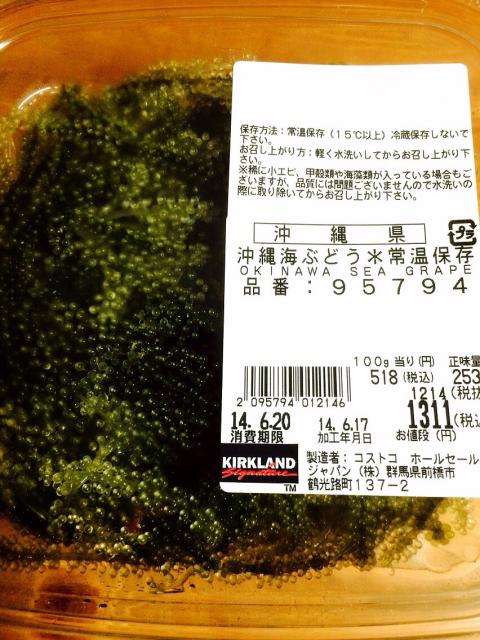 保存方法：常温保存（15℃以上）冷蔵保存しないで
下さい。
お召し上がり方：軽く水洗いしてからお召し上がり下
さい。
※稀に小エビ、甲殻類や海藻類が入っている場合もご
ざいますが、品質には問題ございませんので水洗いの
際に取り除いてからお召し上がり下さい。
沖縄県
プラ
沖縄海ぶどう＊常温保存
OKINAWA SEA GRAPE
品番：95794
100g当り(円) 正味量
518(税込) 253
1214(税抜
2 095794 012146
1311(税込
14.6.20 14.6.17
消費期限 加工年月日 お値段(円)
KIRKLAND
Signature
TM
製造者：コストコ ホールセール
ジャパン（株）群馬県前橋市
鶴光路町137-2